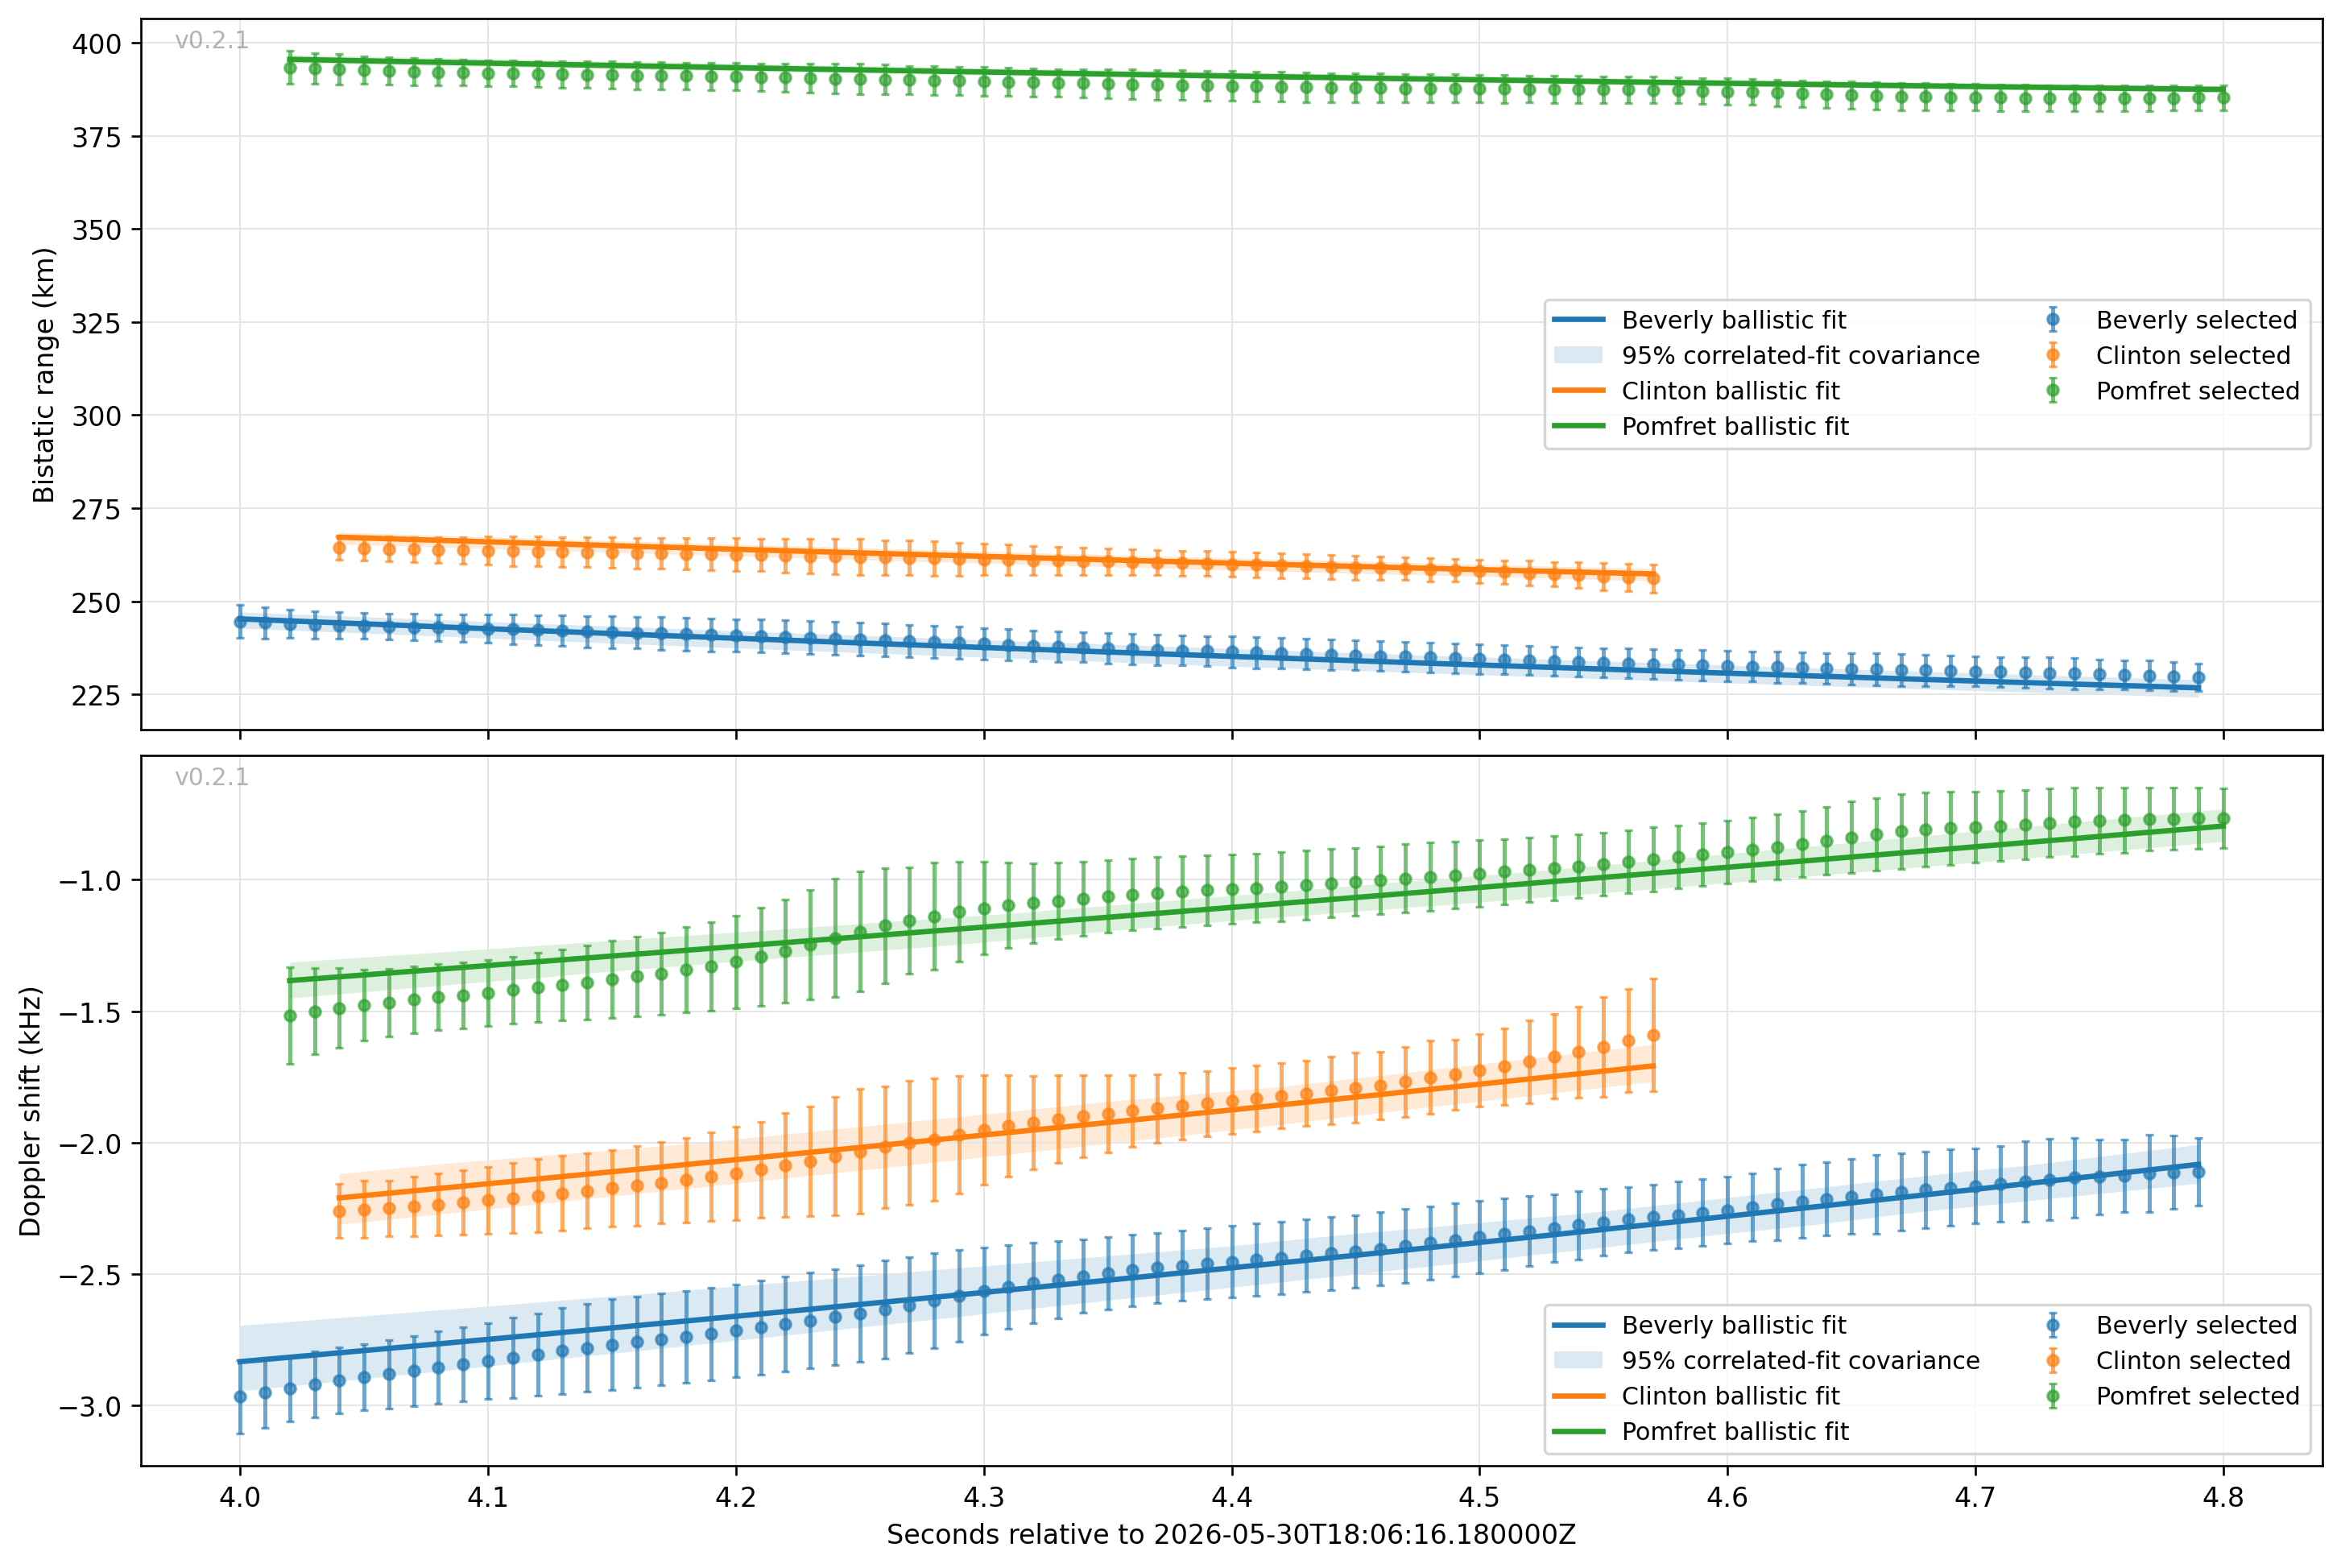 v0.2.1
400
375
350
325
300
275
250
225
Bistatic range (km)
Beverly ballistic fit
95% correlated-fit covariance
Clinton ballistic fit
Pomfret ballistic fit
Beverly selected
Clinton selected
Pomfret selected
v0.2.1
−1.0
−1.5
−2.0
−2.5
−3.0
Doppler shift (kHz)
Beverly ballistic fit
95% correlated-fit covariance
Clinton ballistic fit
Pomfret ballistic fit
Beverly selected
Clinton selected
Pomfret selected
4.0 4.1 4.2 4.3 4.4 4.5 4.6 4.7 4.8
Seconds relative to 2026-05-30T18:06:16.180000Z